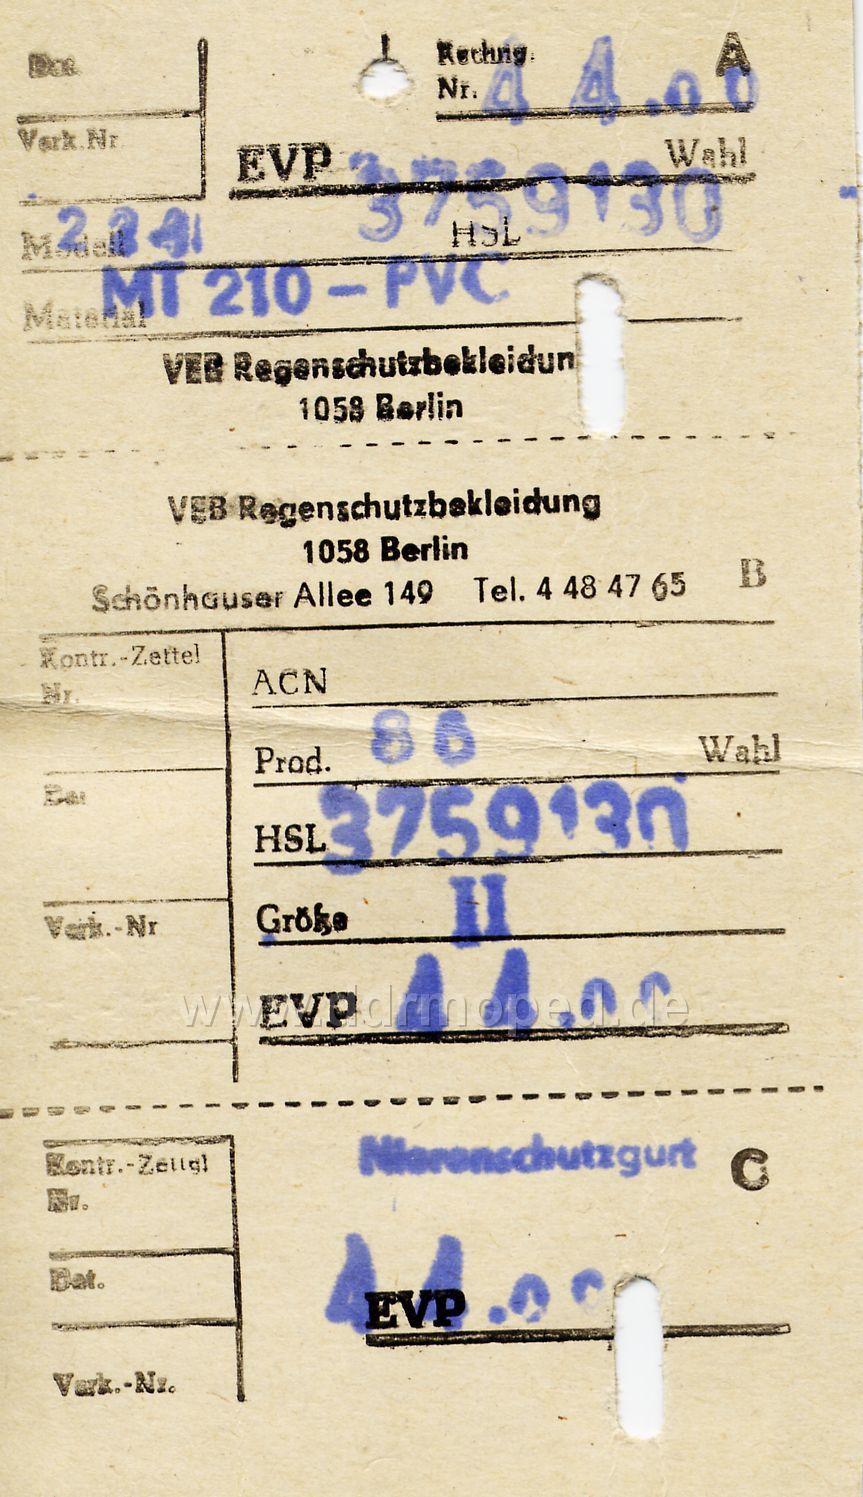 Dat.
Rechng. A
Nr. 44.00
Verk.Nr
EVP Wahl
3759130
Modell HSL
MT 210 - PVC
Material
VEB Regenschutzbekleidun
1058 Berlin
VEB Regenschutzbekleidung
1058 Berlin
Schönhauser Allee 149 Tel. 4 48 47 65 B
Kontr.-Zettel
Nr.
ACN
Prod. Wahl
Dat
HSL 3759130
Größe II
Verk.-Nr
EVP 44.00
www.ddrmoped.de
Nierenschutzgurt C
Kontr.-Zettel
Nr.
Dat.
44.00
EVP
Verk.-Nr.